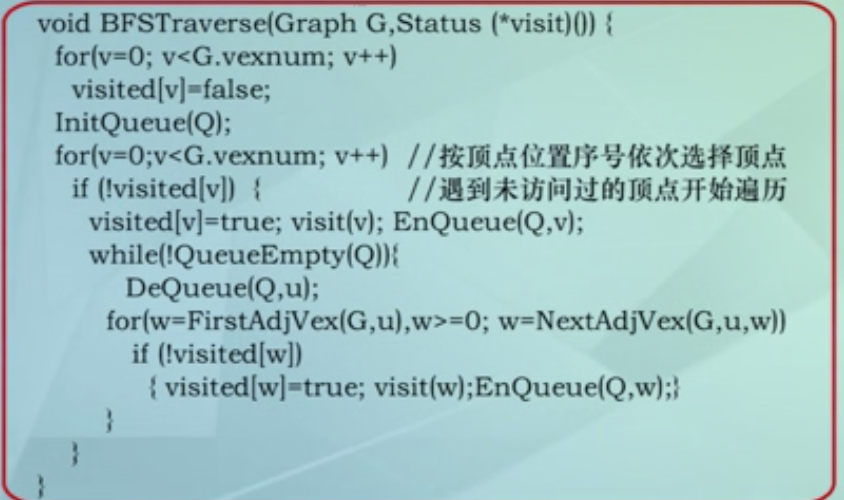 void BFSTraverse(Graph G,Status (*visit)()) {
for(v=0; v<G.vexnum; v++)
visited[v]=false;
InitQueue(Q);
for(v=0;v<G.vexnum; v++) //按顶点位置序号依次选择顶点
if (!visited[v]) { //遇到未访问过的顶点开始遍历
visited[v]=true; visit(v); EnQueue(Q,v);
while(!QueueEmpty(Q)){
DeQueue(Q,u);
for(w=FirstAdjVex(G,u),w>=0; w=NextAdjVex(G,u,w))
if (!visited[w])
{ visited[w]=true; visit(w);EnQueue(Q,w);}
}
}
}